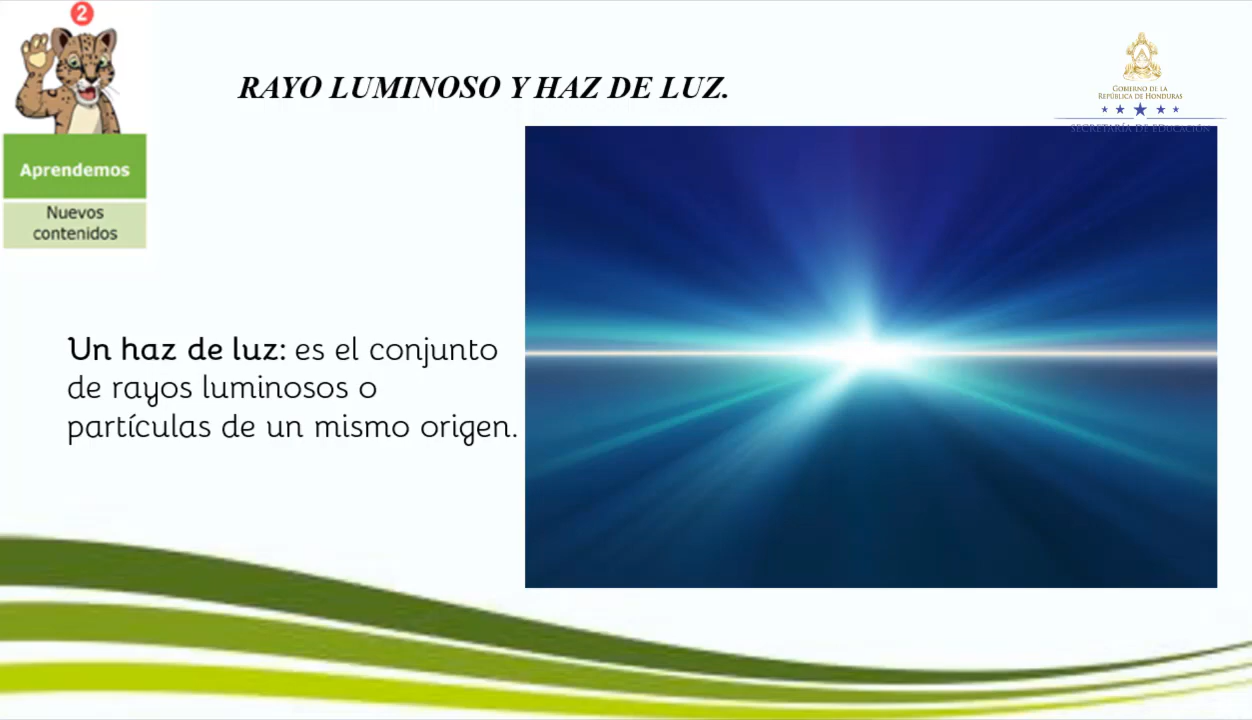 2
RAYO LUMINOSO Y HAZ DE LUZ.
GOBIERNO DE LA
REPÚBLICA DE HONDURAS
SECRETARÍA DE EDUCACIÓN
Aprendemos
Nuevos
contenidos
Un haz de luz: es el conjunto
de rayos luminosos o
partículas de un mismo origen.